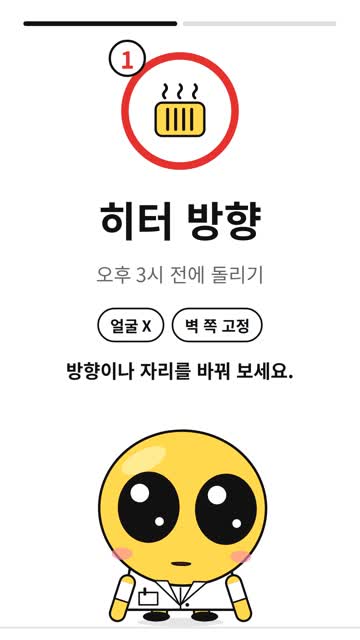 1
히터 방향
오후 3시 전에 돌리기
얼굴 X
벽 쪽 고정
방향이나 자리를 바꿔 보세요.